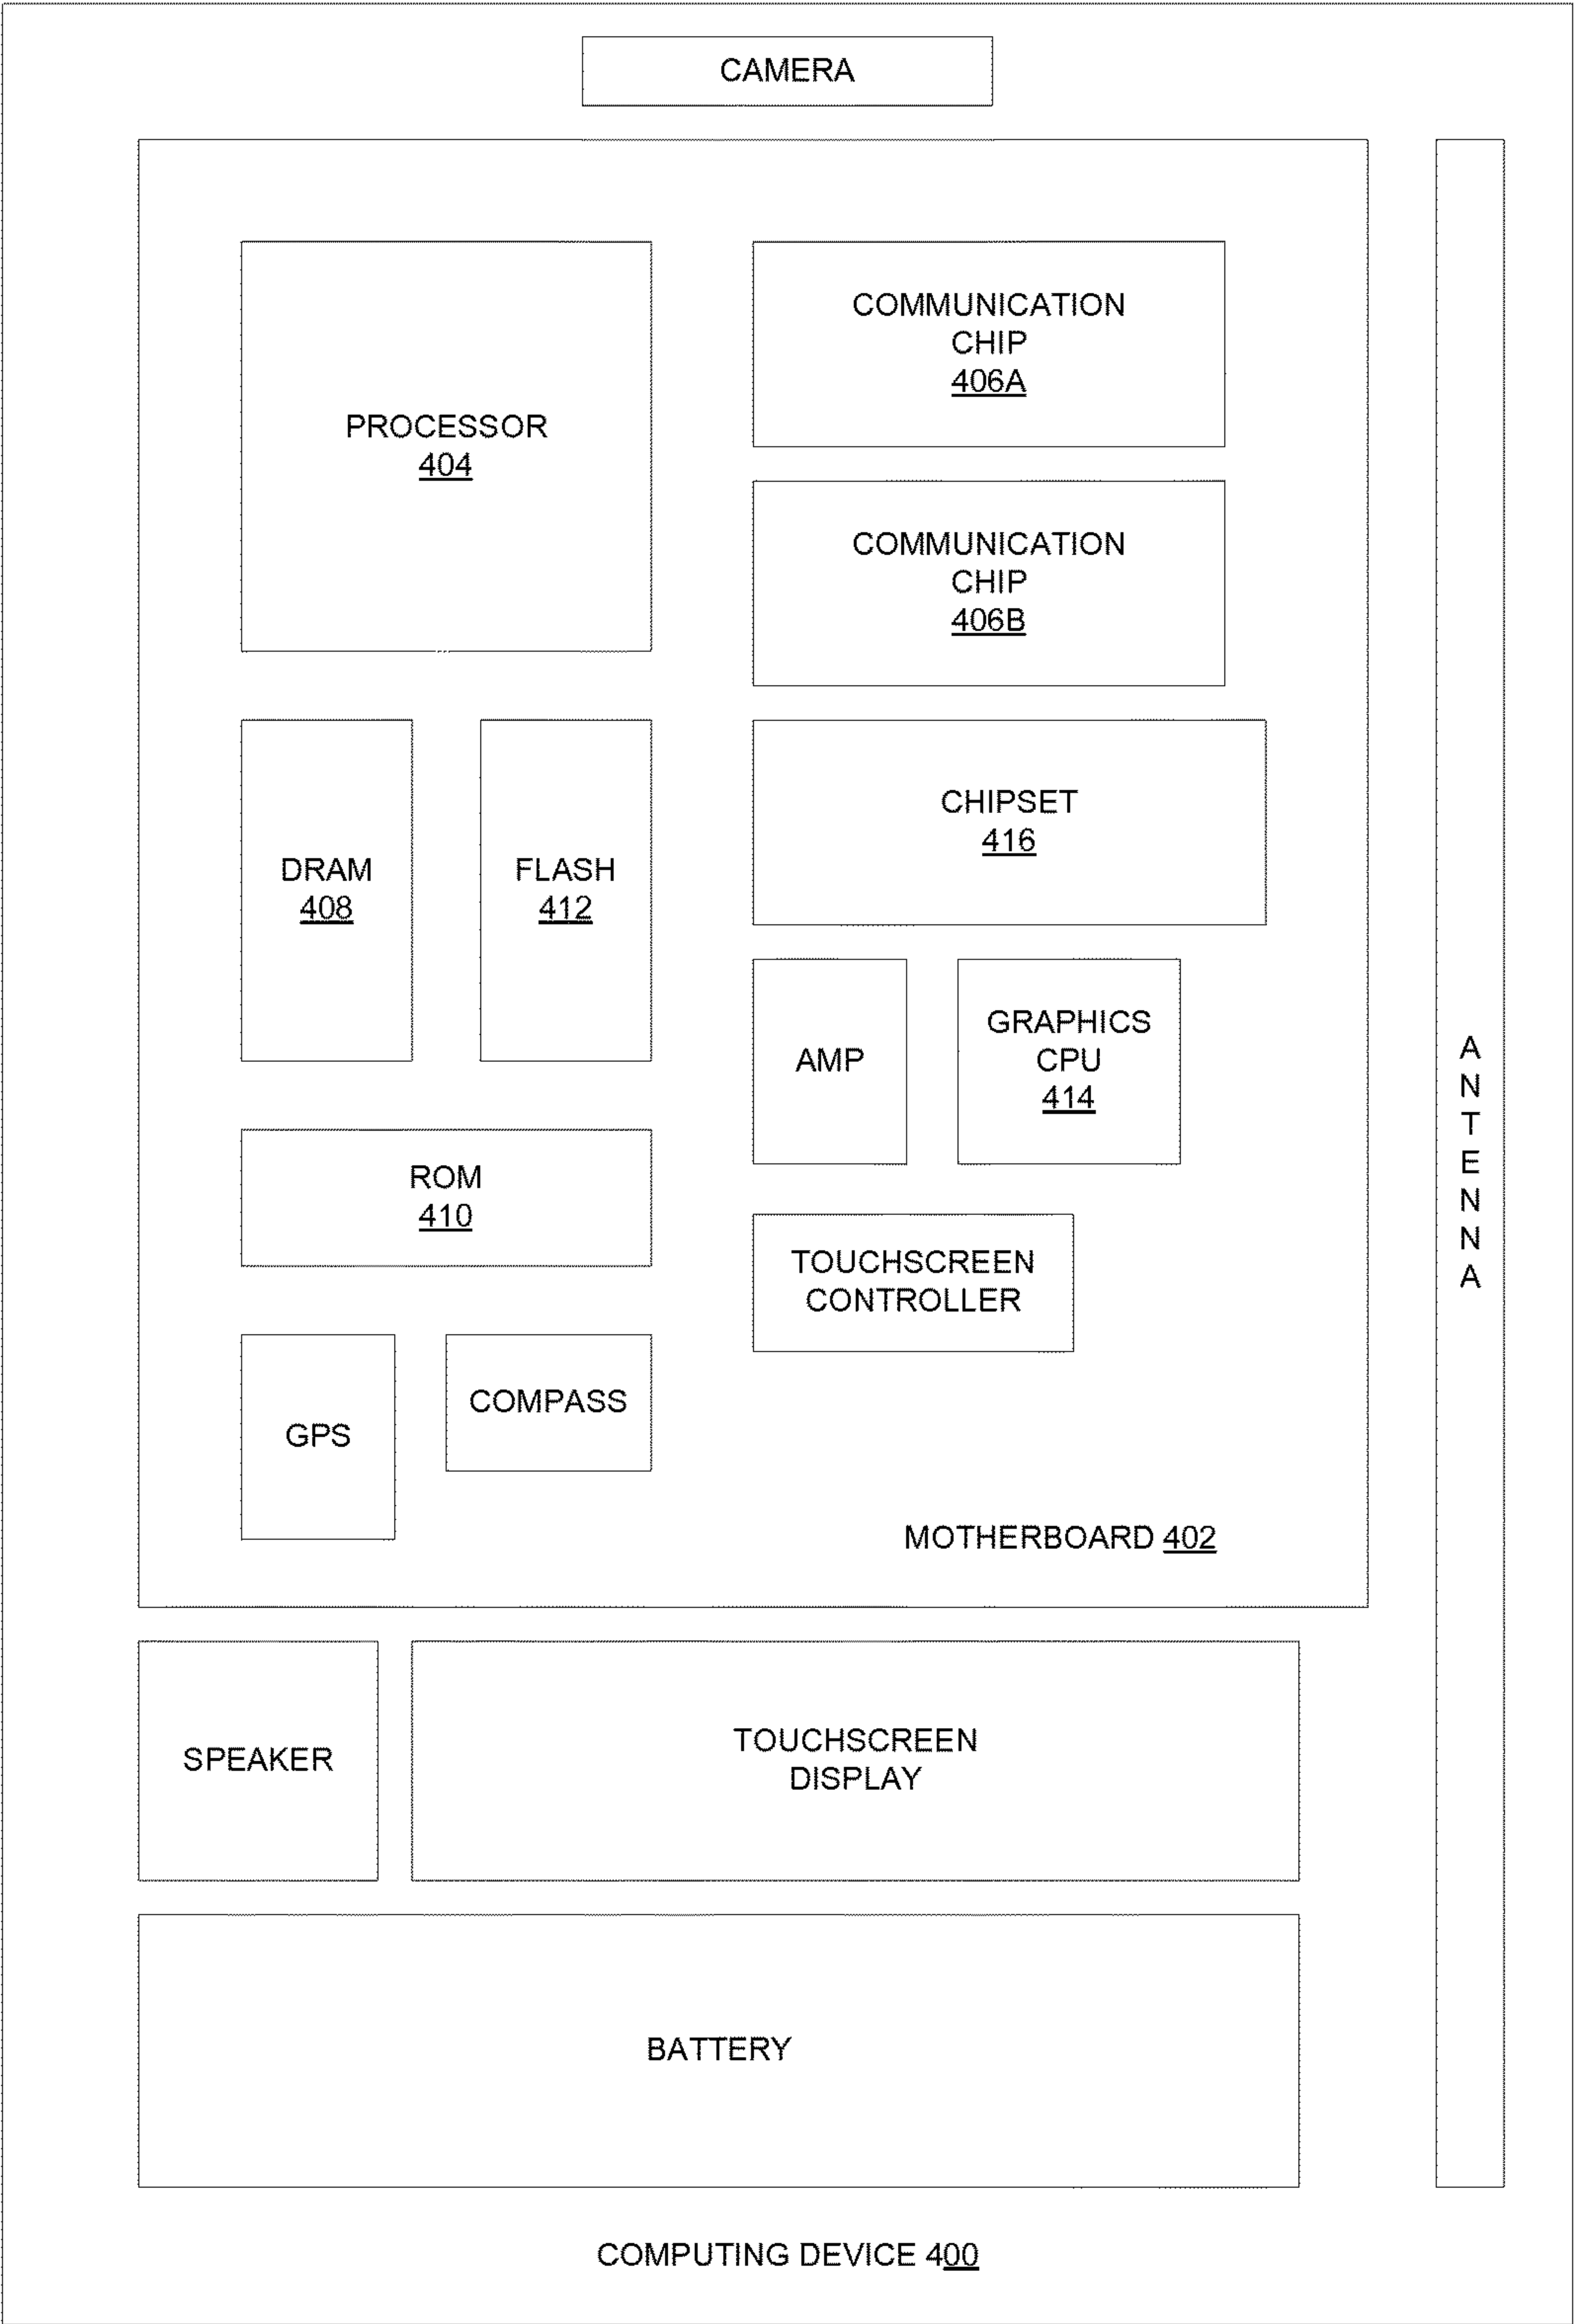 CAMERA
PROCESSOR
404
COMMUNICATION
CHIP
406A
COMMUNICATION
CHIP
406B
DRAM
408
FLASH
412
CHIPSET
416
AMP
GRAPHICS
CPU
414
ROM
410
TOUCHSCREEN
CONTROLLER
GPS
COMPASS
MOTHERBOARD 402
ANTENNA
SPEAKER
TOUCHSCREEN
DISPLAY
BATTERY
COMPUTING DEVICE 400